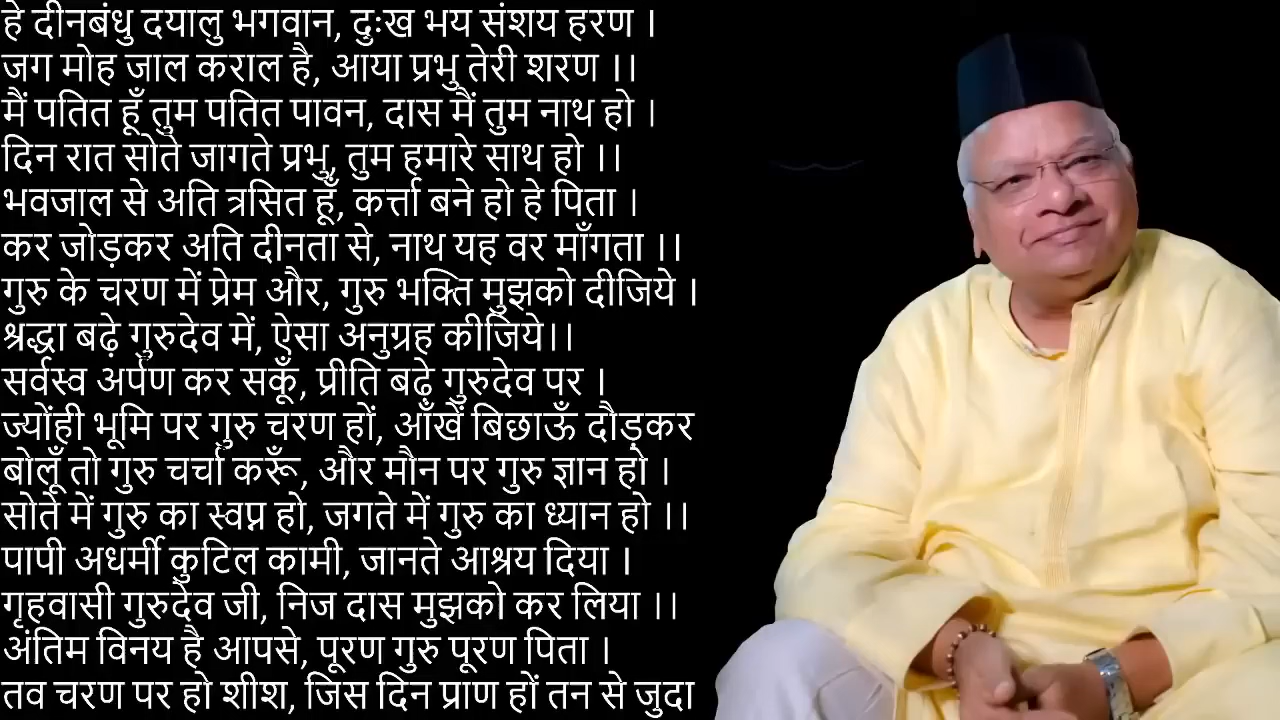 हे दीनबंधु दयालु भगवान, दुःख भय संशय हरण ।
जग मोह जाल कराल है, आया प्रभु तेरी शरण ।।
मैं पतित हूँ तुम पतित पावन, दास मैं तुम नाथ हो ।
दिन रात सोते जागते प्रभु, तुम हमारे साथ हो ।।
भवजाल से अति त्रसित हूँ, कर्त्ता बने हो हे पिता ।
कर जोड़कर अति दीनता से, नाथ यह वर माँगता ।।
गुरु के चरण में प्रेम और, गुरु भक्ति मुझको दीजिये ।
श्रद्धा बढ़े गुरुदेव में, ऐसा अनुग्रह कीजिये।।
सर्वस्व अर्पण कर सकूँ, प्रीति बढ़े गुरुदेव पर ।
ज्योंही भूमि पर गुरु चरण हों, आँखें बिछाऊँ दौड़कर
बोलूँ तो गुरु चर्चा करूँ, और मौन पर गुरु ज्ञान हो ।
सोते में गुरु का स्वप्न हो, जगते में गुरु का ध्यान हो ।।
पापी अधर्मी कुटिल कामी, जानते आश्रय दिया ।
गृहवासी गुरुदेव जी, निज दास मुझको कर लिया ।।
अंतिम विनय है आपसे, पूरण गुरु पूरण पिता ।
तव चरण पर हो शीश, जिस दिन प्राण हों तन से जुदा